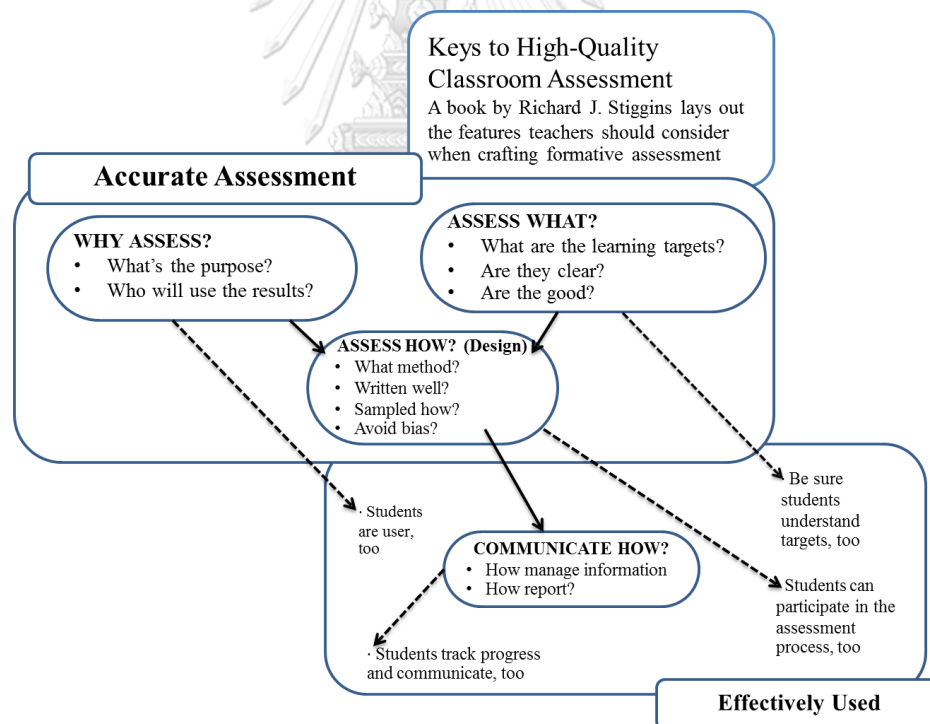 Keys to High-Quality
Classroom Assessment
A book by Richard J. Stiggins lays out
the features teachers should consider
when crafting formative assessment
Accurate Assessment
WHY ASSESS?
• What's the purpose?
• Who will use the results?
ASSESS WHAT?
• What are the learning targets?
• Are they clear?
• Are the good?
ASSESS HOW? (Design)
• What method?
• Written well?
• Sampled how?
• Avoid bias?
· Students
are user,
too
· Be sure
students
understand
targets, too
COMMUNICATE HOW?
• How manage information
• How report?
· Students can
participate in the
assessment
process, too
· Students track progress
and communicate, too
Effectively Used